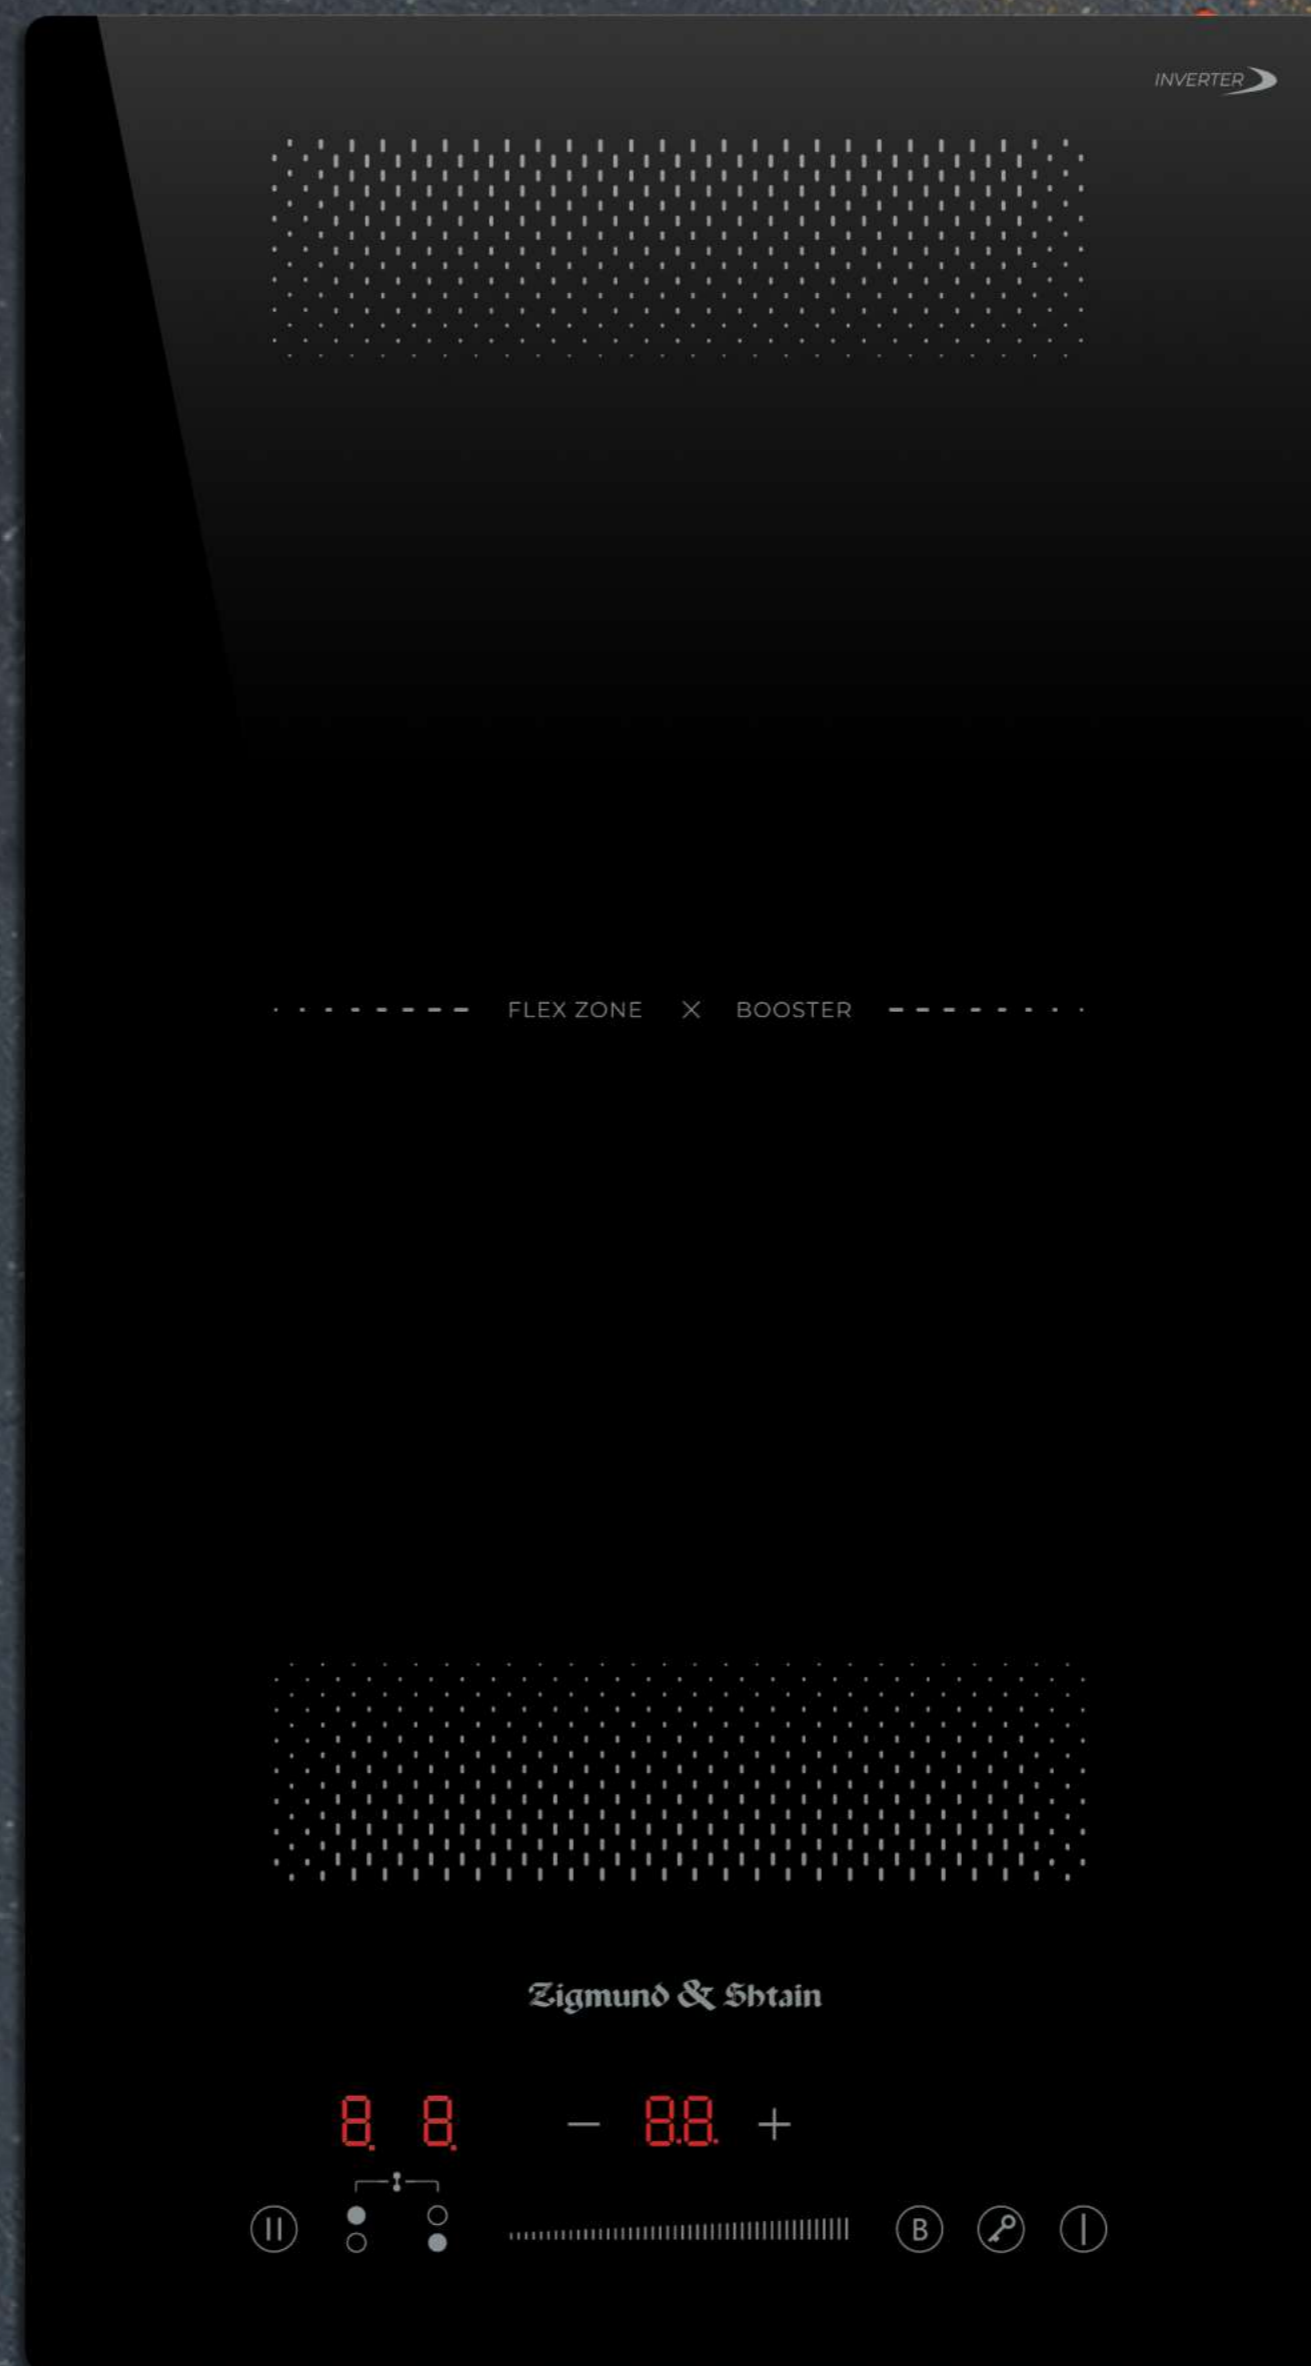 INVERTER
FLEX ZONE X BOOSTER
Zigmund & Shtain
8. 8. − 8.8. +
B